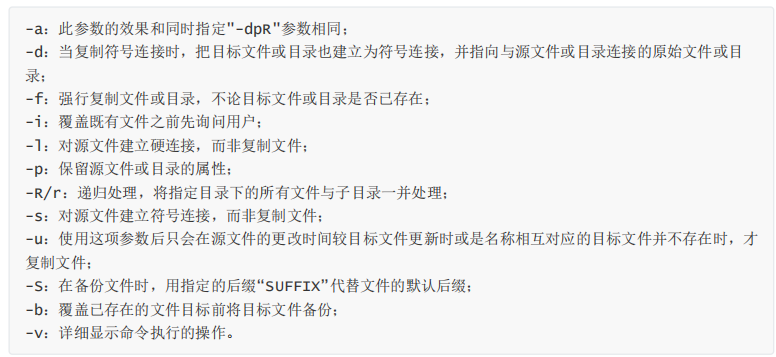 -a：此参数的效果和同时指定"-dpR"参数相同；
-d：当复制符号连接时，把目标文件或目录也建立为符号连接，并指向与源文件或目录连接的原始文件或目
录；
-f：强行复制文件或目录，不论目标文件或目录是否已存在；
-i：覆盖既有文件之前先询问用户；
-l：对源文件建立硬连接，而非复制文件；
-p：保留源文件或目录的属性；
-R/r：递归处理，将指定目录下的所有文件与子目录一并处理；
-s：对源文件建立符号连接，而非复制文件；
-u：使用这项参数后只会在源文件的更改时间较目标文件更新时或是名称相互对应的目标文件并不存在时，才
复制文件；
-S：在备份文件时，用指定的后缀“SUFFIX”代替文件的默认后缀；
-b：覆盖已存在的文件目标前将目标文件备份；
-v：详细显示命令执行的操作。